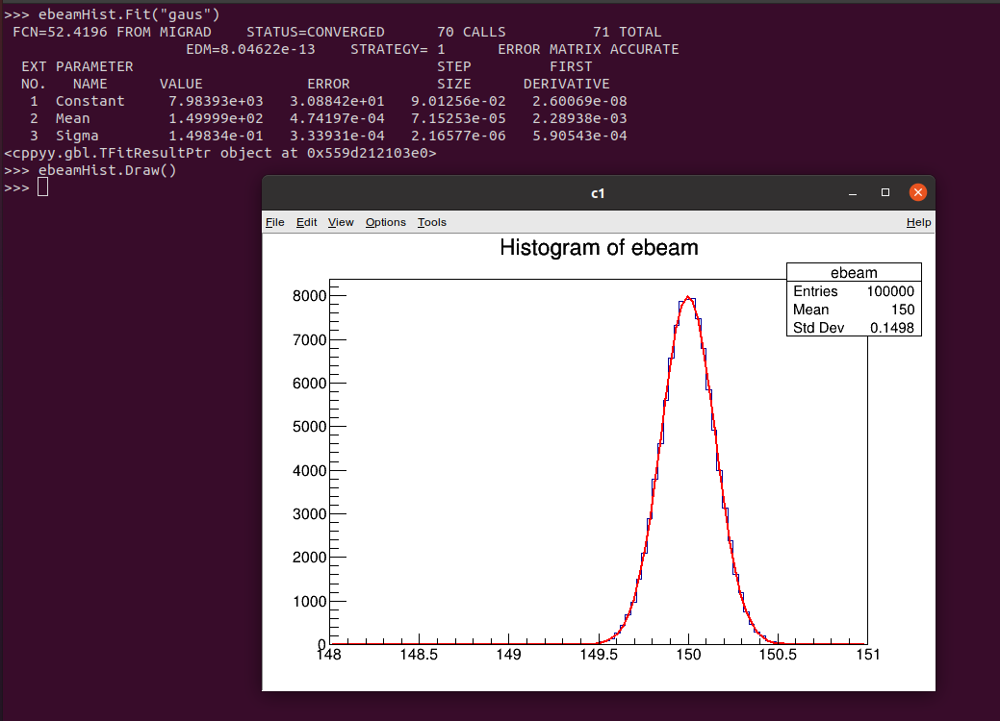 >>> ebeamHist.Fit("gaus")
FCN=52.4196 FROM MIGRAD STATUS=CONVERGED 70 CALLS 71 TOTAL
EDM=8.04622e-13 STRATEGY= 1 ERROR MATRIX ACCURATE
EXT PARAMETER STEP FIRST
NO. NAME VALUE ERROR SIZE DERIVATIVE
1 Constant 7.98393e+03 3.08842e+01 9.01256e-02 2.60069e-08
2 Mean 1.49999e+02 4.74197e-04 7.15253e-05 2.28938e-03
3 Sigma 1.49834e-01 3.33931e-04 2.16577e-06 5.90543e-04
<cppyy.gbl.TFitResultPtr object at 0x559d212103e0>
>>> ebeamHist.Draw()
>>>
c1
File Edit View Options Tools Help
Histogram of ebeam
ebeam
Entries 100000
Mean 150
Std Dev 0.1498
8000
7000
6000
5000
4000
3000
2000
1000
0
148 148.5 149 149.5 150 150.5 151